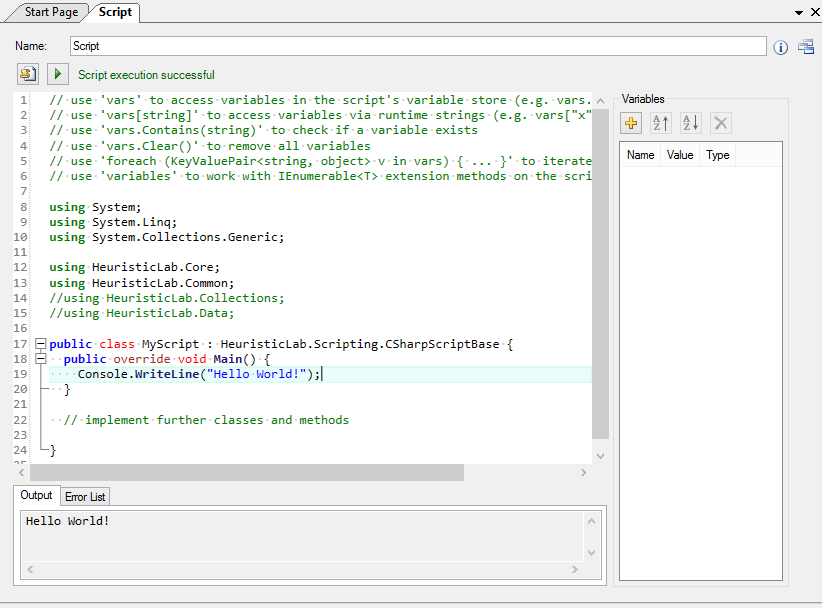 Start Page Script
Name: Script
Script execution successful
1 // use 'vars' to access variables in the script's variable store (e.g. vars.
2 // use 'vars[string]' to access variables via runtime strings (e.g. vars["x"
3 // use 'vars.Contains(string)' to check if a variable exists
4 // use 'vars.Clear()' to remove all variables
5 // use 'foreach (KeyValuePair<string, object> v in vars) { ... }' to iterate
6 // use 'variables' to work with IEnumerable<T> extension methods on the scri
7
8 using System;
9 using System.Linq;
10 using System.Collections.Generic;
11
12 using HeuristicLab.Core;
13 using HeuristicLab.Common;
14 //using HeuristicLab.Collections;
15 //using HeuristicLab.Data;
16
17 public class MyScript : HeuristicLab.Scripting.CSharpScriptBase {
18 public override void Main() {
19 Console.WriteLine("Hello World!");
20 }
21
22 // implement further classes and methods
23
24 }
25
Variables
Name Value Type
Output Error List
Hello World!